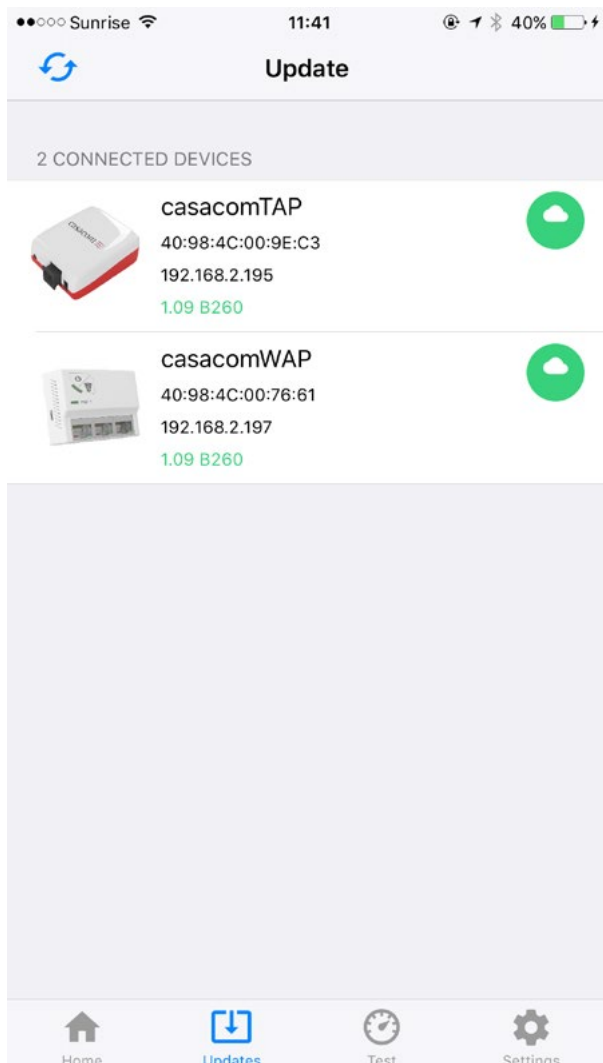 Sunrise 11:41 40%
Update
2 CONNECTED DEVICES
casacom
casacomTAP
40:98:4C:00:9E:C3
192.168.2.195
1.09 B260
casacomWAP
40:98:4C:00:76:61
192.168.2.197
1.09 B260
Home Updates Test Settings